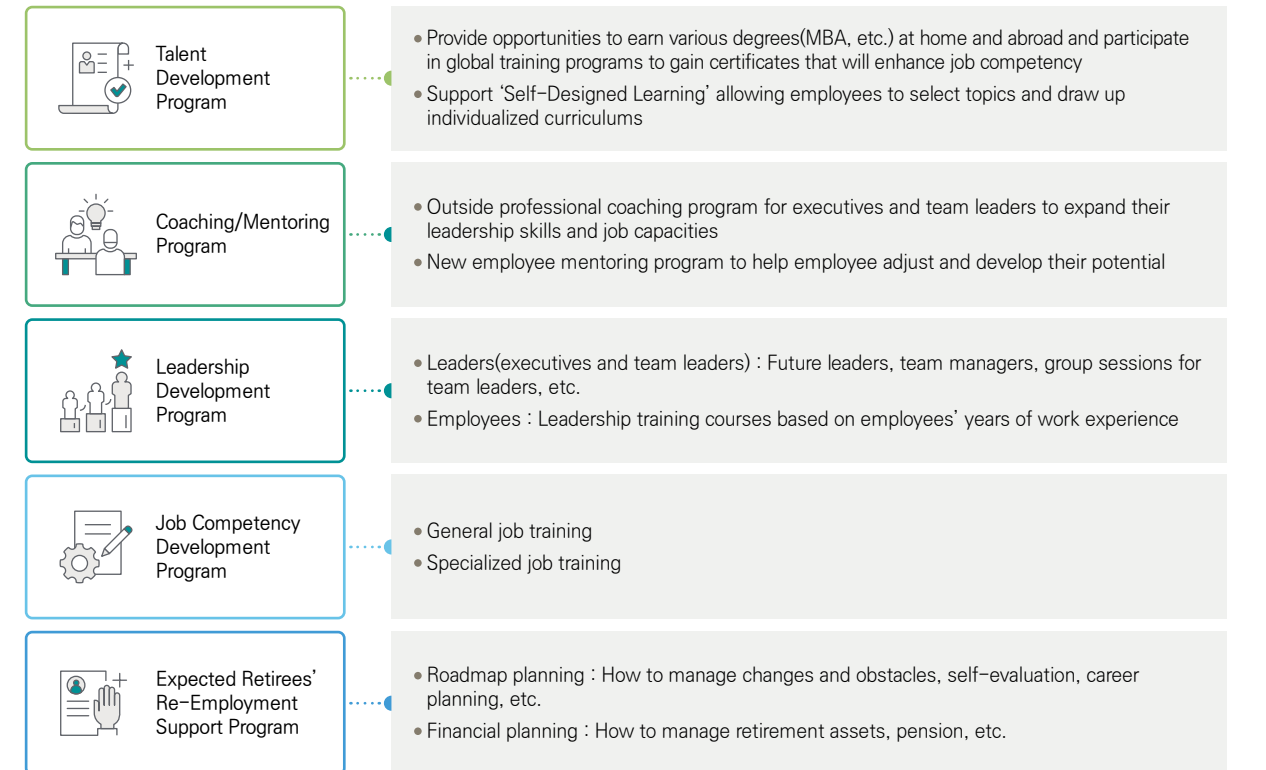 Talent
Development
Program
• Provide opportunities to earn various degrees(MBA, etc.) at home and abroad and participate
in global training programs to gain certificates that will enhance job competency
• Support ‘Self-Designed Learning’ allowing employees to select topics and draw up
individualized curriculums
Coaching/Mentoring
Program
• Outside professional coaching program for executives and team leaders to expand their
leadership skills and job capacities
• New employee mentoring program to help employee adjust and develop their potential
Leadership
Development
Program
• Leaders(executives and team leaders) : Future leaders, team managers, group sessions for
team leaders, etc.
• Employees : Leadership training courses based on employees’ years of work experience
Job Competency
Development
Program
• General job training
• Specialized job training
Expected Retirees’
Re-Employment
Support Program
• Roadmap planning : How to manage changes and obstacles, self-evaluation, career
planning, etc.
• Financial planning : How to manage retirement assets, pension, etc.